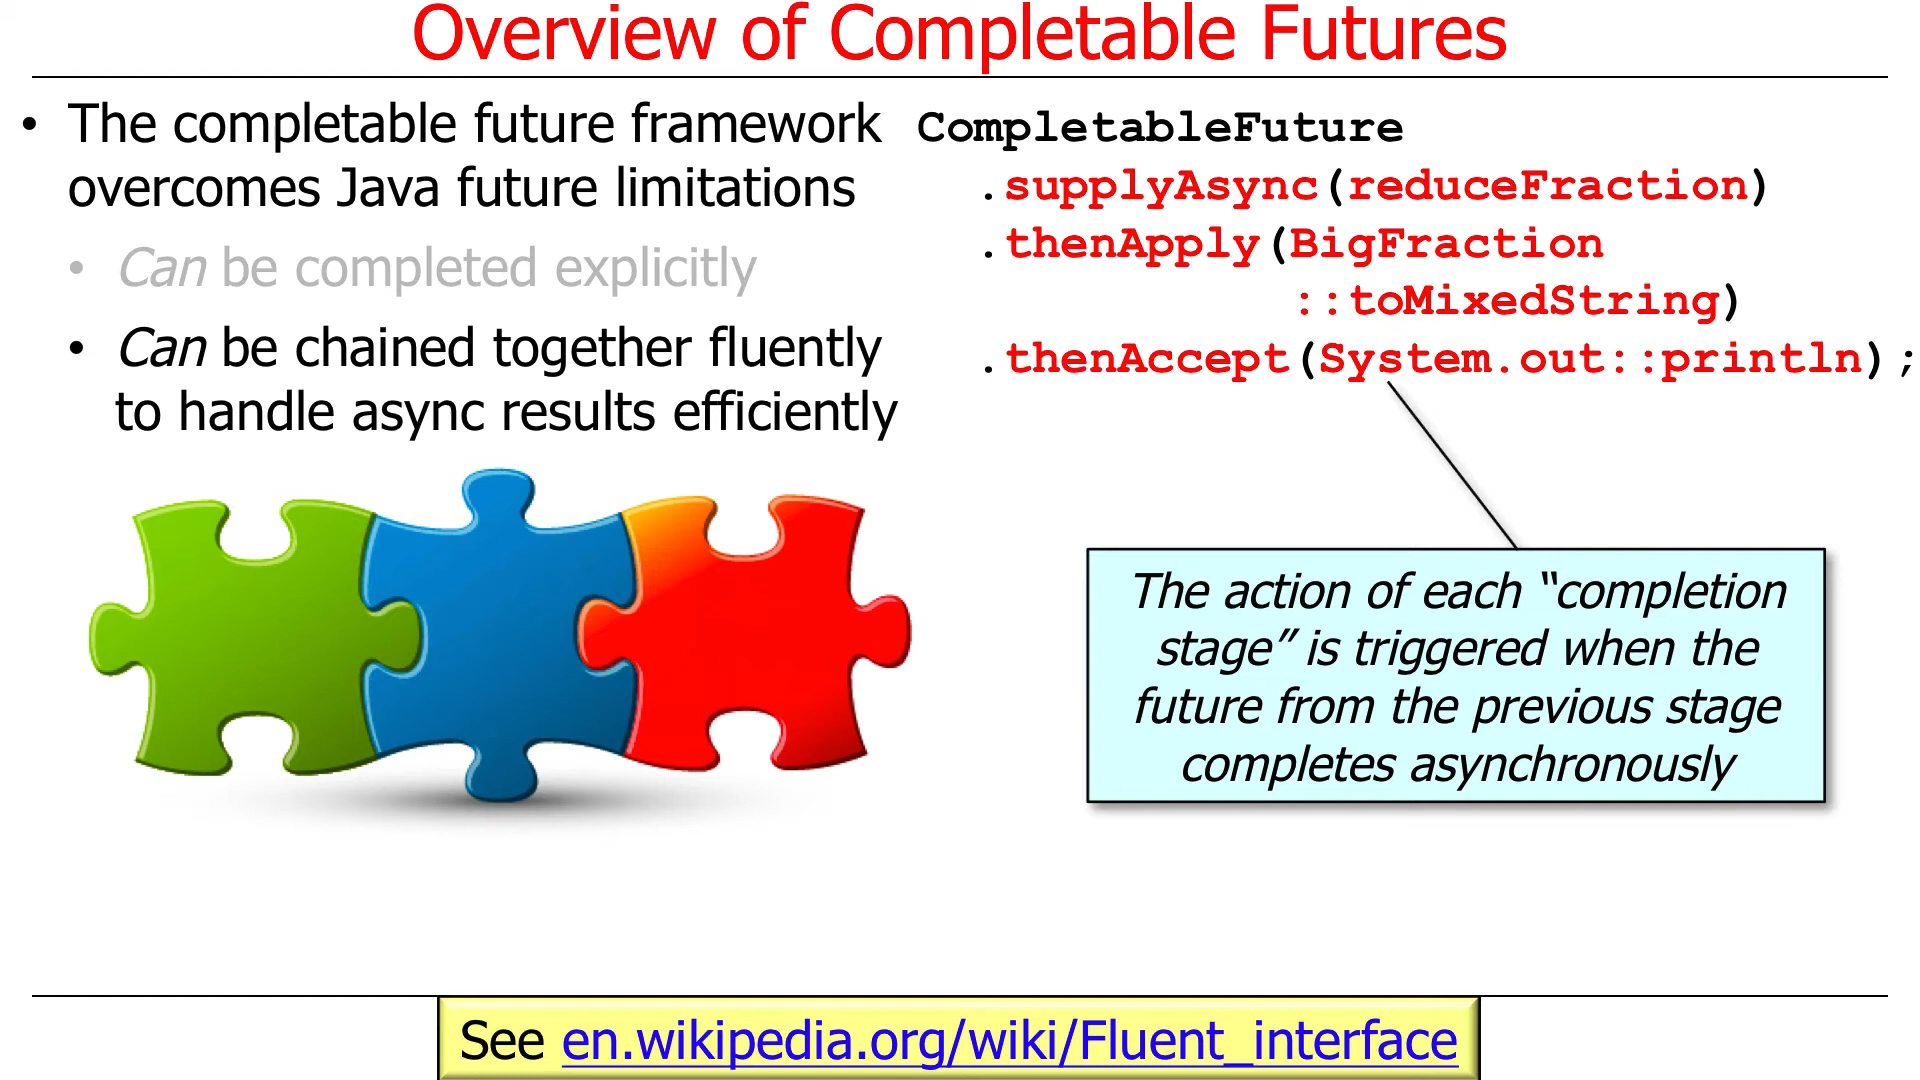 Overview of Completable Futures
• The completable future framework
overcomes Java future limitations
• Can be completed explicitly
• Can be chained together fluently
to handle async results efficiently
CompletableFuture
.supplyAsync(reduceFraction)
.thenApply(BigFraction
::toMixedString)
.thenAccept(System.out::println);
The action of each “completion
stage” is triggered when the
future from the previous stage
completes asynchronously
See en.wikipedia.org/wiki/Fluent_interface